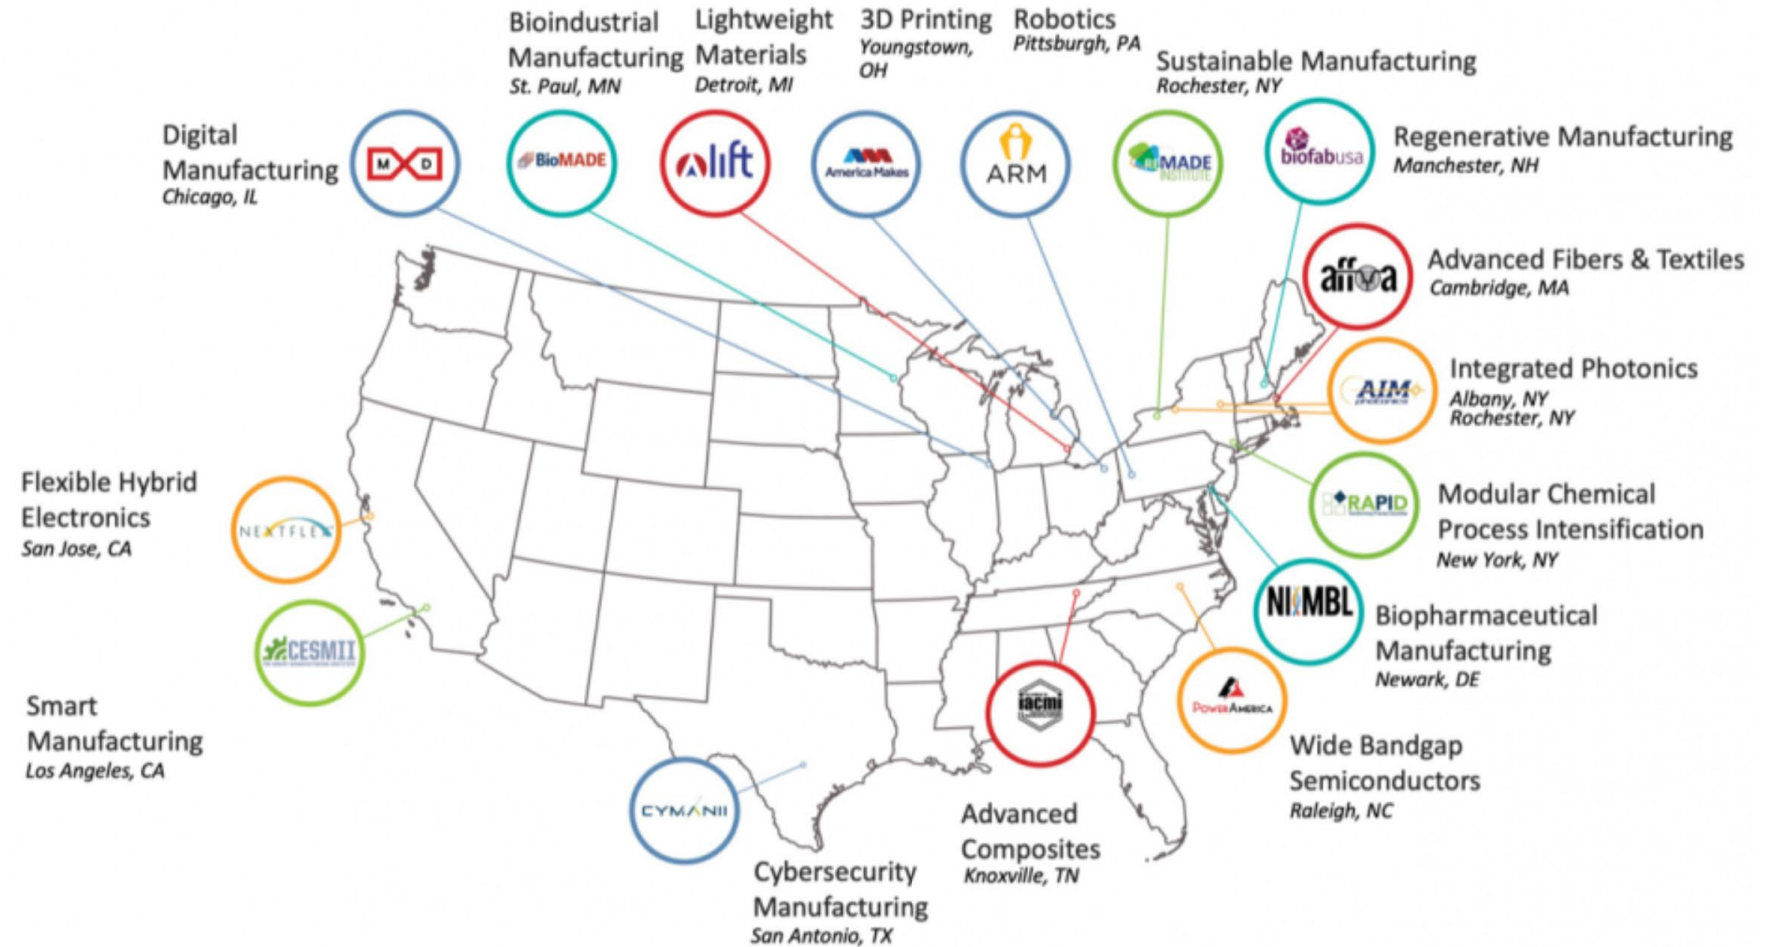 Bioindustrial
Manufacturing
St. Paul, MN
Lightweight
Materials
Detroit, MI
3D Printing
Youngstown,
OH
Robotics
Pittsburgh, PA
Sustainable Manufacturing
Rochester, NY
Digital
Manufacturing
Chicago, IL
M D
BioMADE
lift
America Makes
ARM
REMADE
INSTITUTE
biofabusa
Regenerative Manufacturing
Manchester, NH
affoa
Advanced Fibers & Textiles
Cambridge, MA
AIM
photonics
Integrated Photonics
Albany, NY
Rochester, NY
Flexible Hybrid
Electronics
San Jose, CA
NEXTFLEX
RAPID
Modular Chemical
Process Intensification
New York, NY
NIIMBL
Biopharmaceutical
Manufacturing
Newark, DE
CESMII
Smart
Manufacturing
Los Angeles, CA
iacmi
POWERAMERICA
Wide Bandgap
Semiconductors
Raleigh, NC
CYMANII
Advanced
Composites
Knoxville, TN
Cybersecurity
Manufacturing
San Antonio, TX